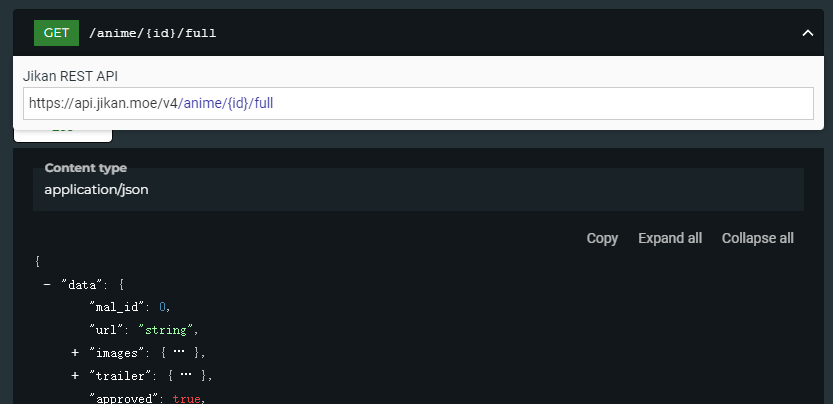 GET /anime/{id}/full
Jikan REST API
https://api.jikan.moe/v4/anime/{id}/full
Content type
application/json
Copy Expand all Collapse all
{
- "data": {
"mal_id": 0,
"url": "string",
+ "images": { ... },
+ "trailer": { ... },
"approved": true,